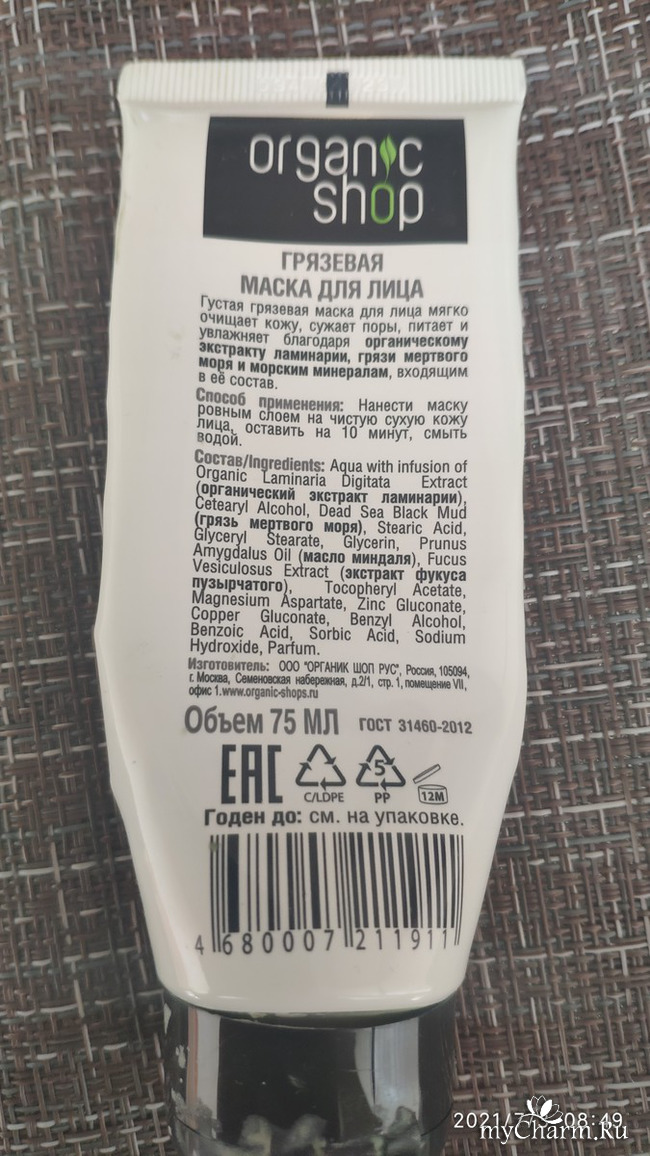 organic
shop
ГРЯЗЕВАЯ
МАСКА ДЛЯ ЛИЦА
Густая грязевая маска для лица мягко
очищает кожу, сужает поры, питает и
увлажняет благодаря органическому
экстракту ламинарии, грязи мертвого
моря и морским минералам, входящим
в её состав.
Способ применения: Нанести маску
ровным слоем на чистую сухую кожу
лица, оставить на 10 минут, смыть
водой.
Состав/Ingredients: Aqua with infusion of
Organic Laminaria Digitata Extract
(органический экстракт ламинарии),
Cetearyl Alcohol, Dead Sea Black Mud
(грязь мертвого моря), Stearic Acid,
Glyceryl Stearate, Glycerin, Prunus
Amygdalus Oil (масло миндаля), Fucus
Vesiculosus Extract (экстракт фукуса
пузырчатого), Tocopheryl Acetate,
Magnesium Aspartate, Zinc Gluconate,
Copper Gluconate, Benzyl Alcohol,
Benzoic Acid, Sorbic Acid, Sodium
Hydroxide, Parfum.
Изготовитель: ООО "ОРГАНИК ШОП РУС", Россия, 105094,
г. Москва, Семеновская набережная, д.2/1, стр. 1, помещение VII,
офис 1.www.organic-shops.ru
Объем 75 МЛ ГОСТ 31460-2012
EAC C/LDPE 5 PP 12M
Годен до: см. на упаковке.
4 680007 211911
2021/7/ 08:49
myCharm.Ru